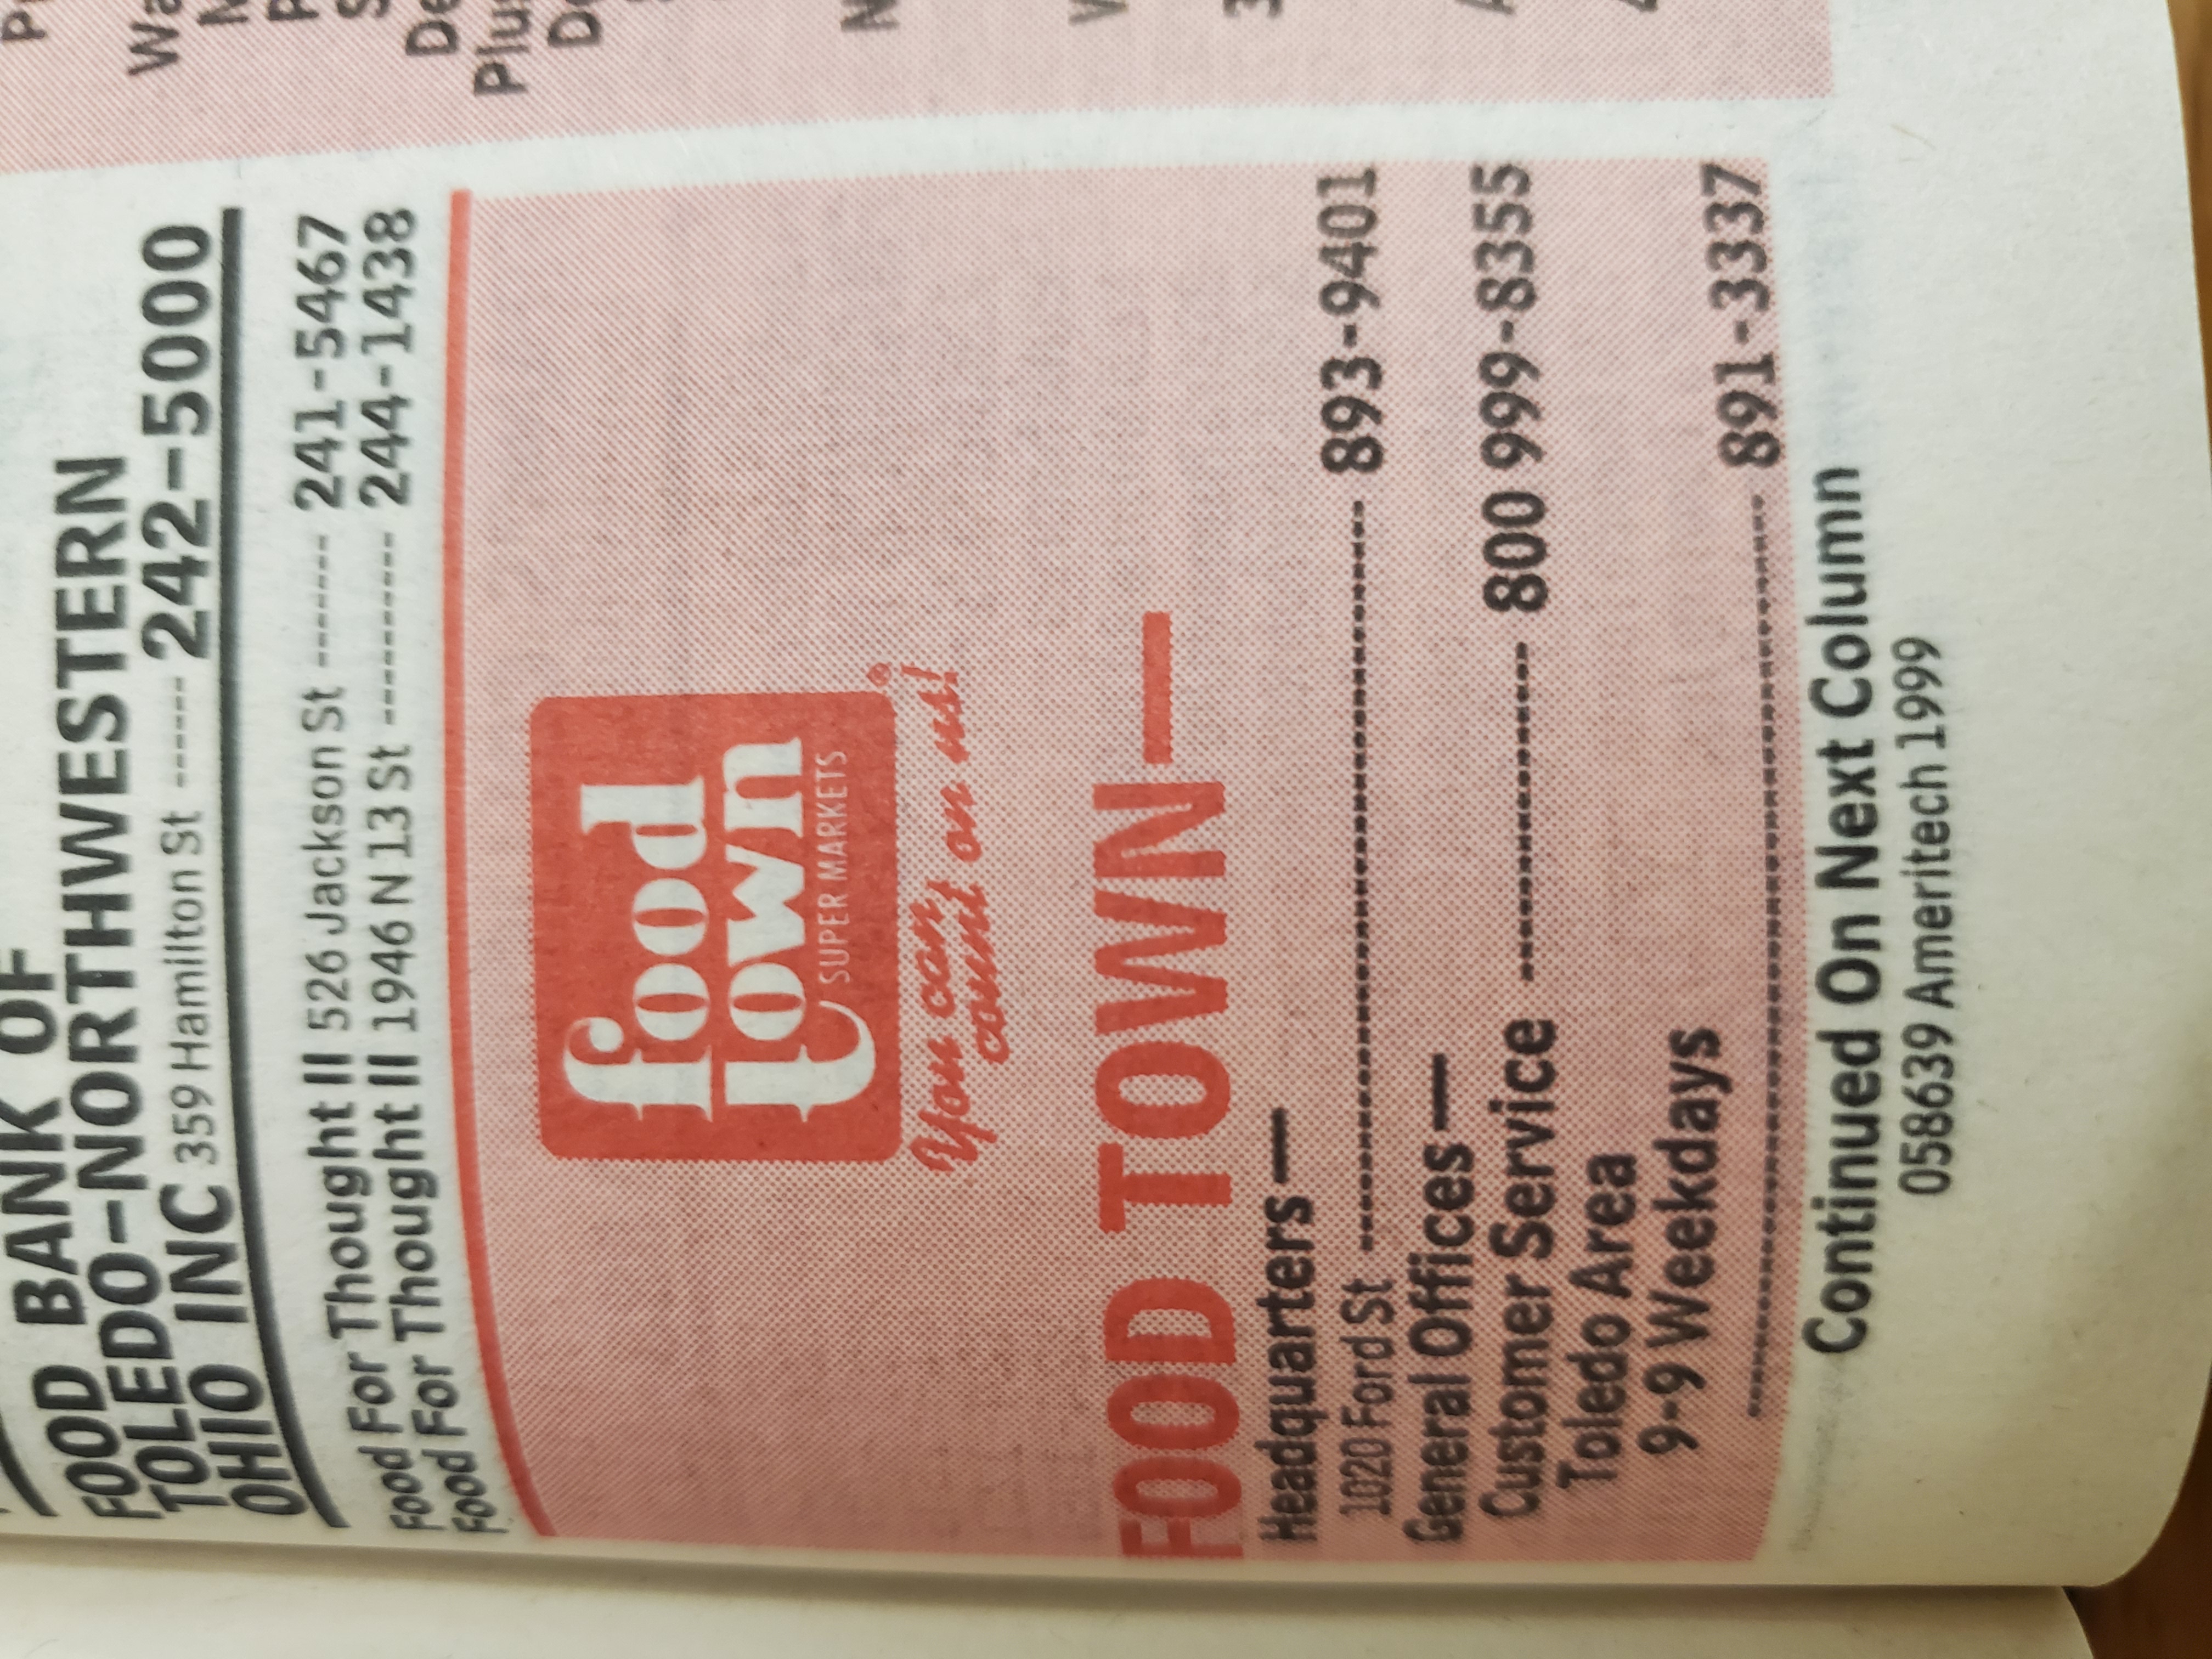 BANK OF
FOOD BANK OF
TOLEDO-NORTHWESTERN
OHIO INC 359 Hamilton St ------ 242-5000
Food For Thought II 526 Jackson St -------- 241-5467
Food For Thought II 1946 N 13 St ----------- 244-1438
food
town
SUPER MARKETS
®
You can
count on us!
FOOD TOWN—
Headquarters—
1020 Ford St ---------------------------------------- 893-9401
General Offices—
Customer Service ------------------ 800 999-8355
Toledo Area
9-9 Weekdays
------------------------------------------------ 891-3337
Continued On Next Column
058639 Ameritech 1999